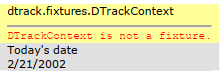 dtrack.fixtures.DTrackContext
DTrackContext is not a fixture.
Today's date
2/21/2002